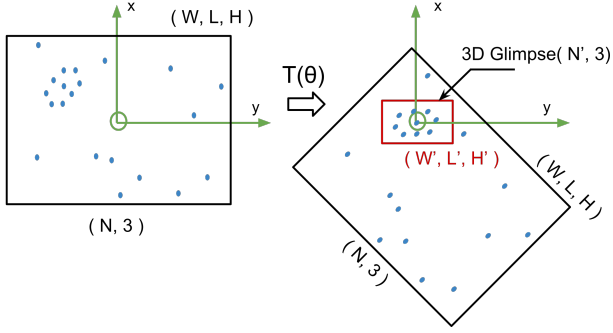 x
( W, L, H )
y
( N, 3 )
T(θ)
x
3D Glimpse( N', 3)
y
( W', L', H' )
( W, L, H )
( N, 3 )